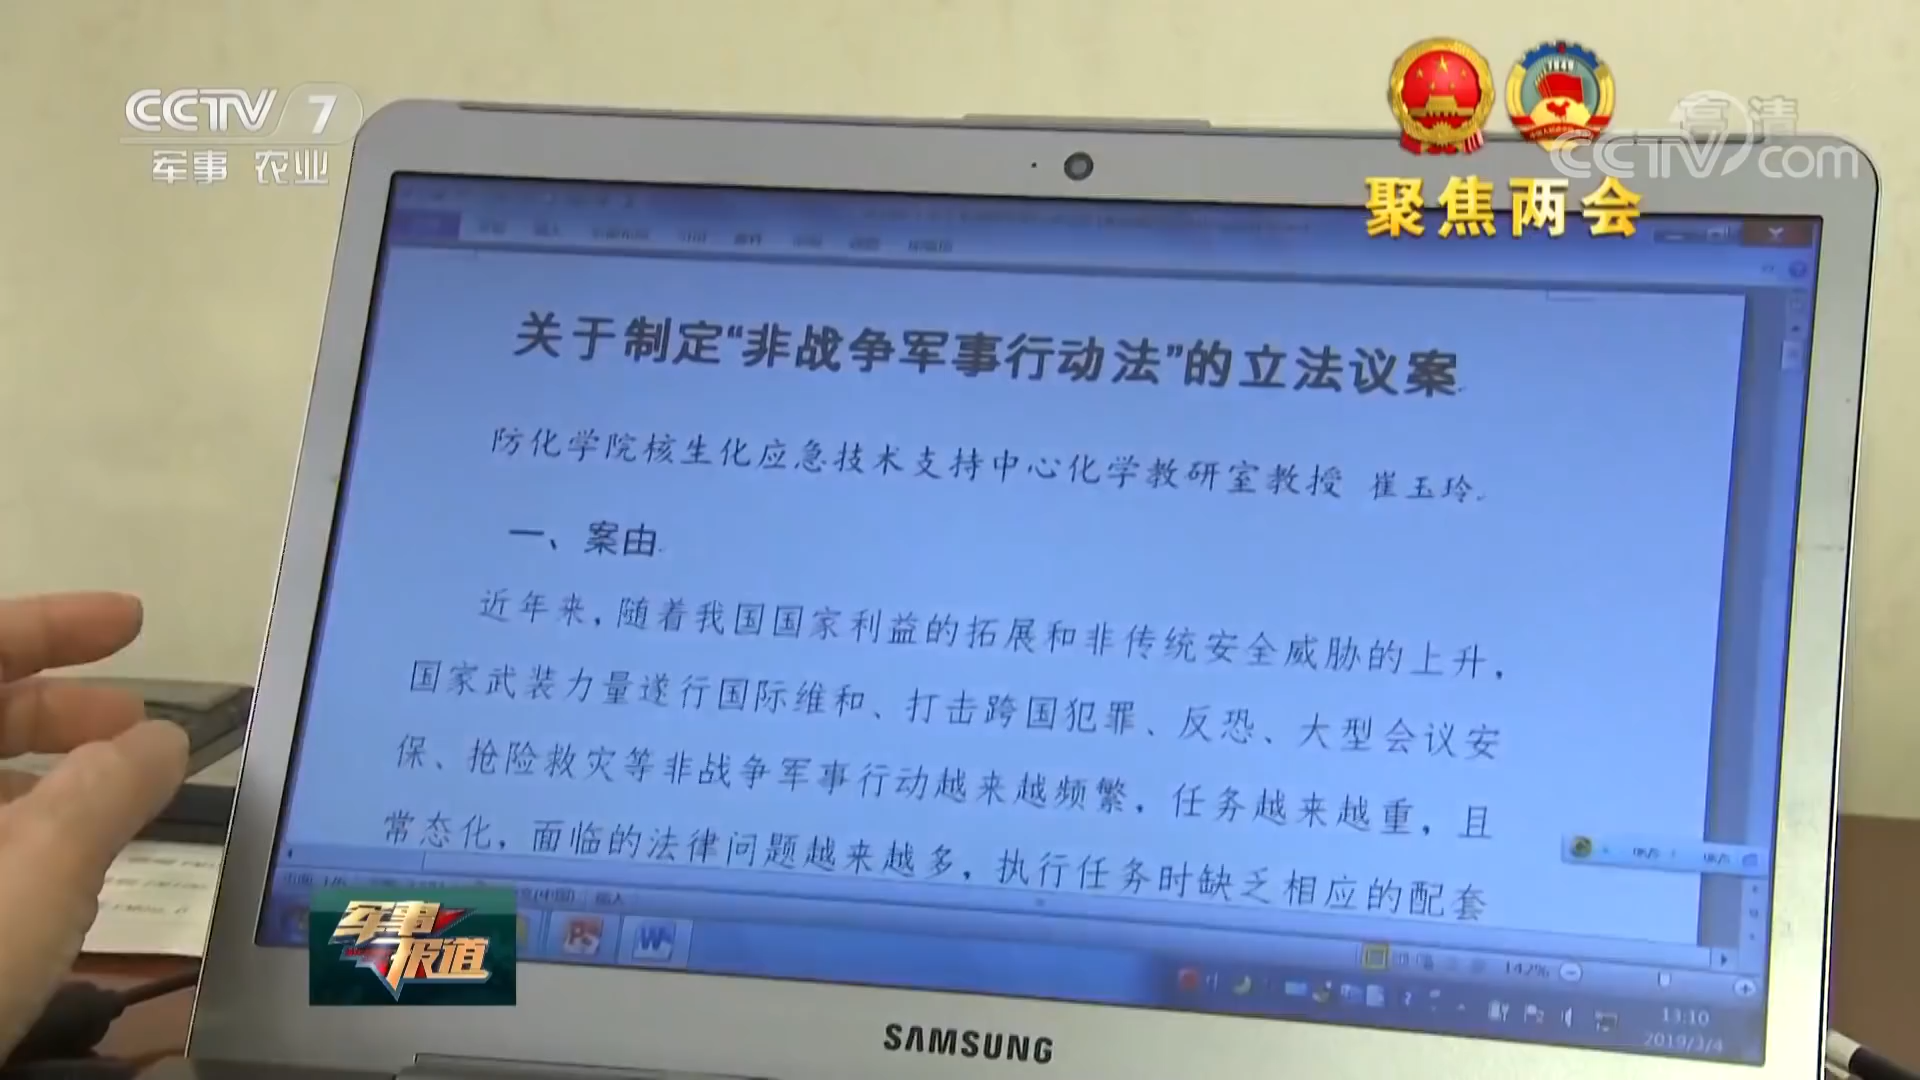 CCTV 7
军事 农业
高清
CCTV.com
聚焦两会
关于制定“非战争军事行动法”的立法议案
防化学院核生化应急技术支持中心化学教研室教授 崔玉玲
一、案由
近年来，随着我国国家利益的拓展和非传统安全威胁的上升，
国家武装力量遂行国际维和、打击跨国犯罪、反恐、大型会议安
保、抢险救灾等非战争军事行动越来越频繁，任务越来越重，且
常态化，面临的法律问题越来越多，执行任务时缺乏相应的配套
142%
13:10
2019/3/4
军事报道
SAMSUNG